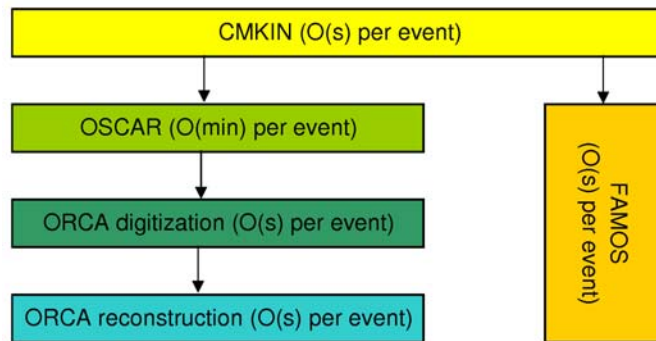 CMKIN (O(s) per event)
OSCAR (O(min) per event)
ORCA digitization (O(s) per event)
ORCA reconstruction (O(s) per event)
FAMOS
(O(s) per event)